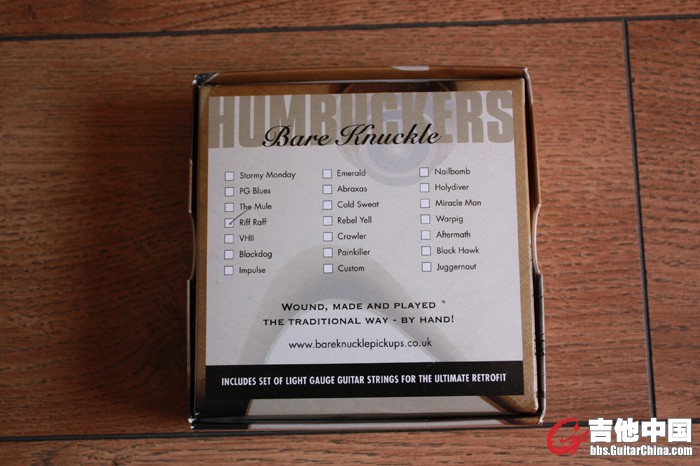 HUMBUCKERS
Bare Knuckle
Stormy Monday
PG Blues
The Mule
Riff Raff
VHII
Blackdog
Impulse
Emerald
Abraxas
Cold Sweat
Rebel Yell
Crawler
Painkiller
Custom
Nailbomb
Holydiver
Miracle Man
Warpig
Aftermath
Black Hawk
Juggernaut
WOUND, MADE AND PLAYED
THE TRADITIONAL WAY - BY HAND!
www.bareknucklepickups.co.uk
INCLUDES SET OF LIGHT GAUGE GUITAR STRINGS FOR THE ULTIMATE RETROFIT
吉他中国
bbs.GuitarChina.com